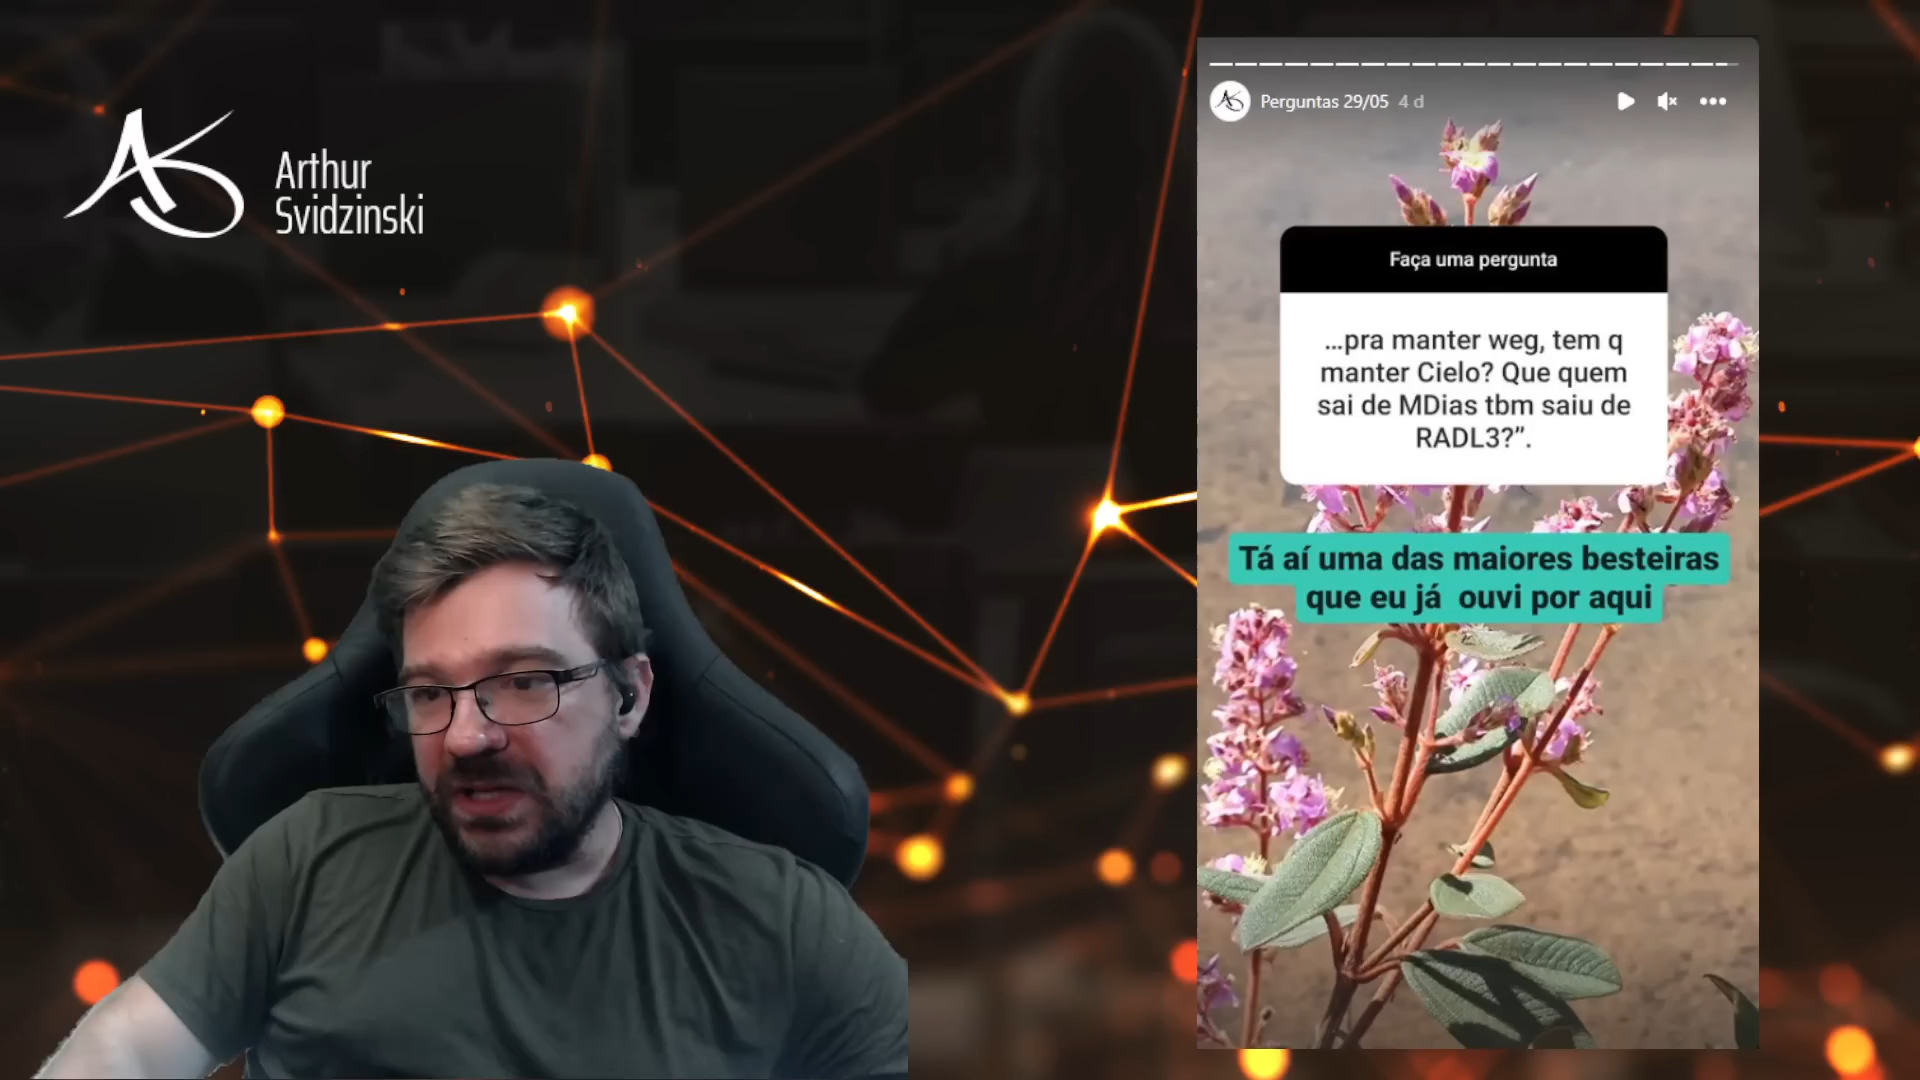 Arthur
Svidzinski
Perguntas 29/05 4 d
Faça uma pergunta
...pra manter weg, tem q
manter Cielo? Que quem
sai de MDias tbm saiu de
RADL3?”.
Tá aí uma das maiores besteiras
que eu já ouvi por aqui